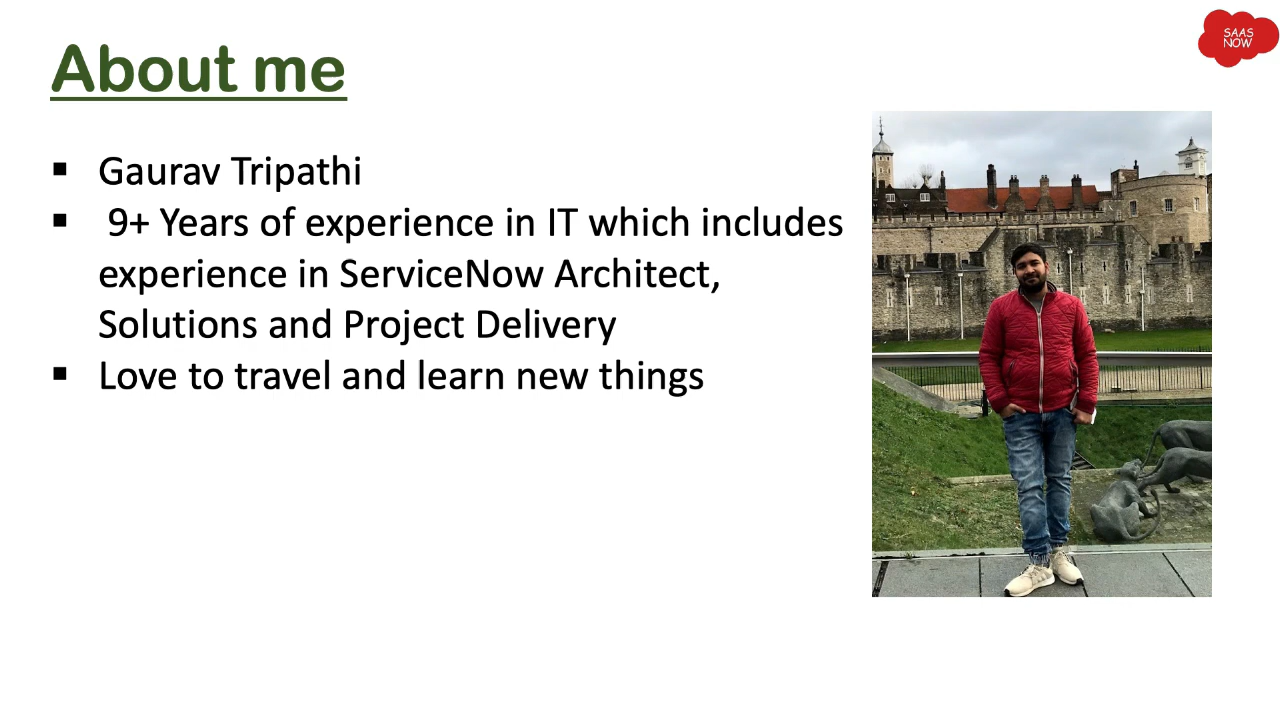 SAAS
NOW
About me
▪ Gaurav Tripathi
▪ 9+ Years of experience in IT which includes
experience in ServiceNow Architect,
Solutions and Project Delivery
▪ Love to travel and learn new things